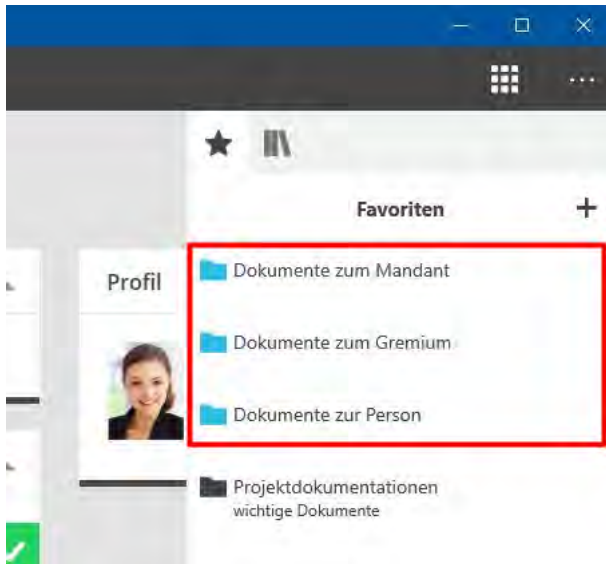 Favoriten
Profil
Dokumente zum Mandant
Dokumente zum Gremium
Dokumente zur Person
Projektdokumentationen
wichtige Dokumente